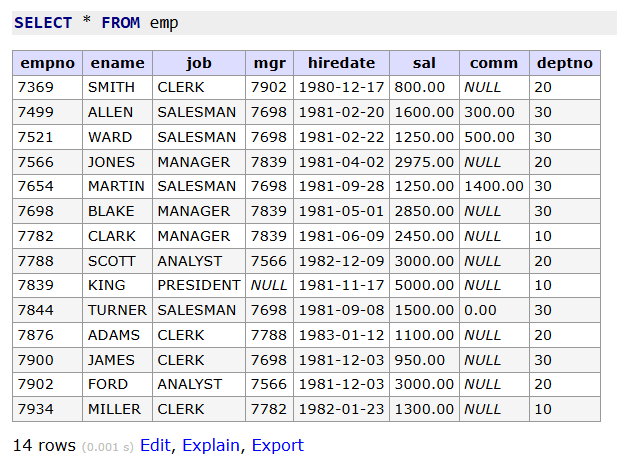 SELECT * FROM emp
empno ename job mgr hiredate sal comm deptno
7369 SMITH CLERK 7902 1980-12-17 800.00 NULL 20
7499 ALLEN SALESMAN 7698 1981-02-20 1600.00 300.00 30
7521 WARD SALESMAN 7698 1981-02-22 1250.00 500.00 30
7566 JONES MANAGER 7839 1981-04-02 2975.00 NULL 20
7654 MARTIN SALESMAN 7698 1981-09-28 1250.00 1400.00 30
7698 BLAKE MANAGER 7839 1981-05-01 2850.00 NULL 30
7782 CLARK MANAGER 7839 1981-06-09 2450.00 NULL 10
7788 SCOTT ANALYST 7566 1982-12-09 3000.00 NULL 20
7839 KING PRESIDENT NULL 1981-11-17 5000.00 NULL 10
7844 TURNER SALESMAN 7698 1981-09-08 1500.00 0.00 30
7876 ADAMS CLERK 7788 1983-01-12 1100.00 NULL 20
7900 JAMES CLERK 7698 1981-12-03 950.00 NULL 30
7902 FORD ANALYST 7566 1981-12-03 3000.00 NULL 20
7934 MILLER CLERK 7782 1982-01-23 1300.00 NULL 10
14 rows (0.001 s) Edit, Explain, Export